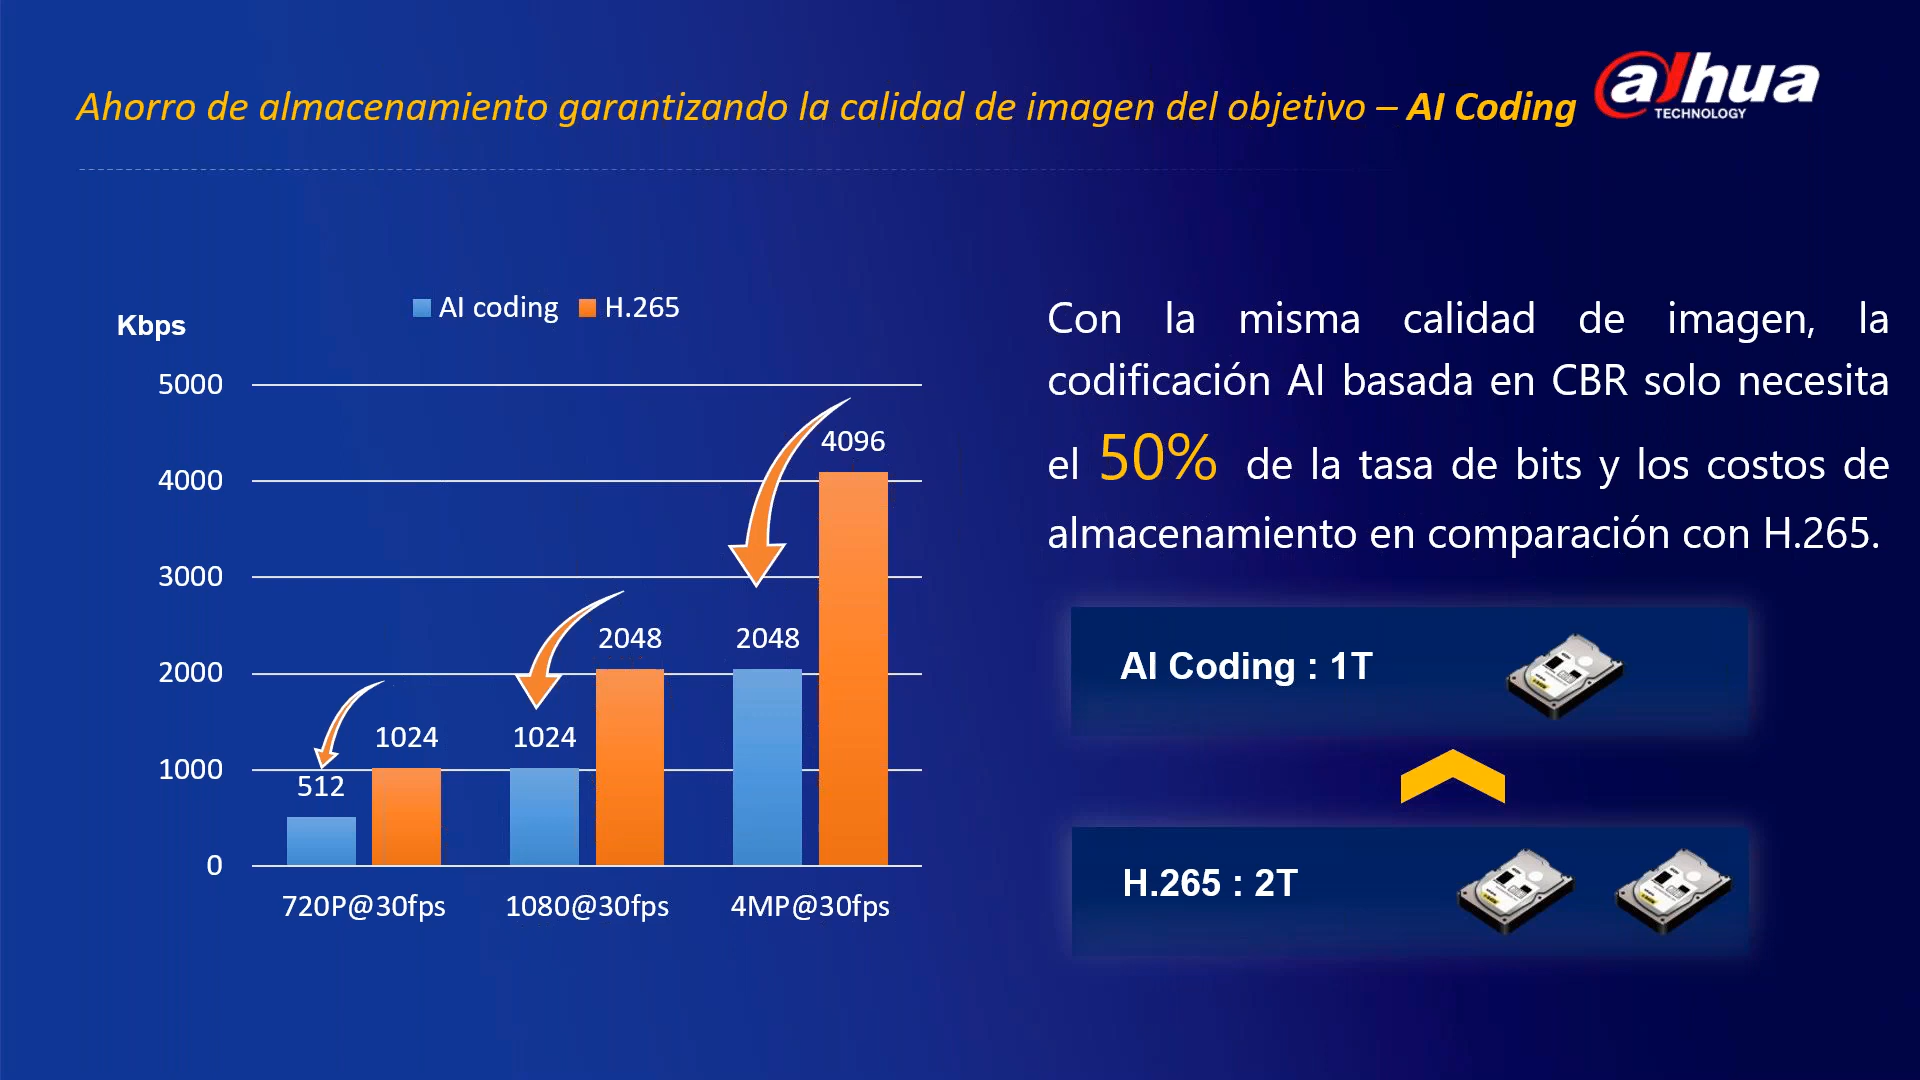 Ahorro de almacenamiento garantizando la calidad de imagen del objetivo – AI Coding
alhua
TECHNOLOGY
Kbps
AI coding
H.265
5000
4000
3000
2000
1000
0
512
1024
1024
2048
2048
4096
720P@30fps
1080@30fps
4MP@30fps
Con la misma calidad de imagen, la
codificación AI basada en CBR solo necesita
el 50% de la tasa de bits y los costos de
almacenamiento en comparación con H.265.
AI Coding : 1T
H.265 : 2T